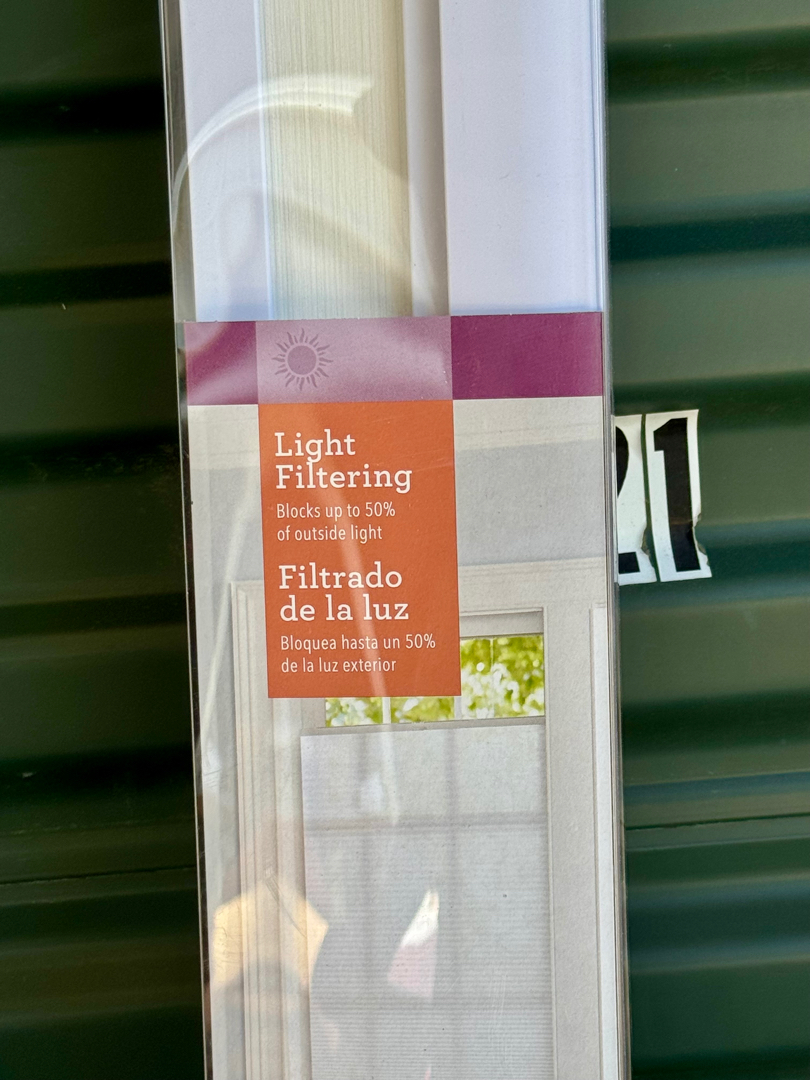 Light
Filtering
Blocks up to 50%
of outside light
Filtrado
de la luz
Bloquea hasta un 50%
de la luz exterior
21